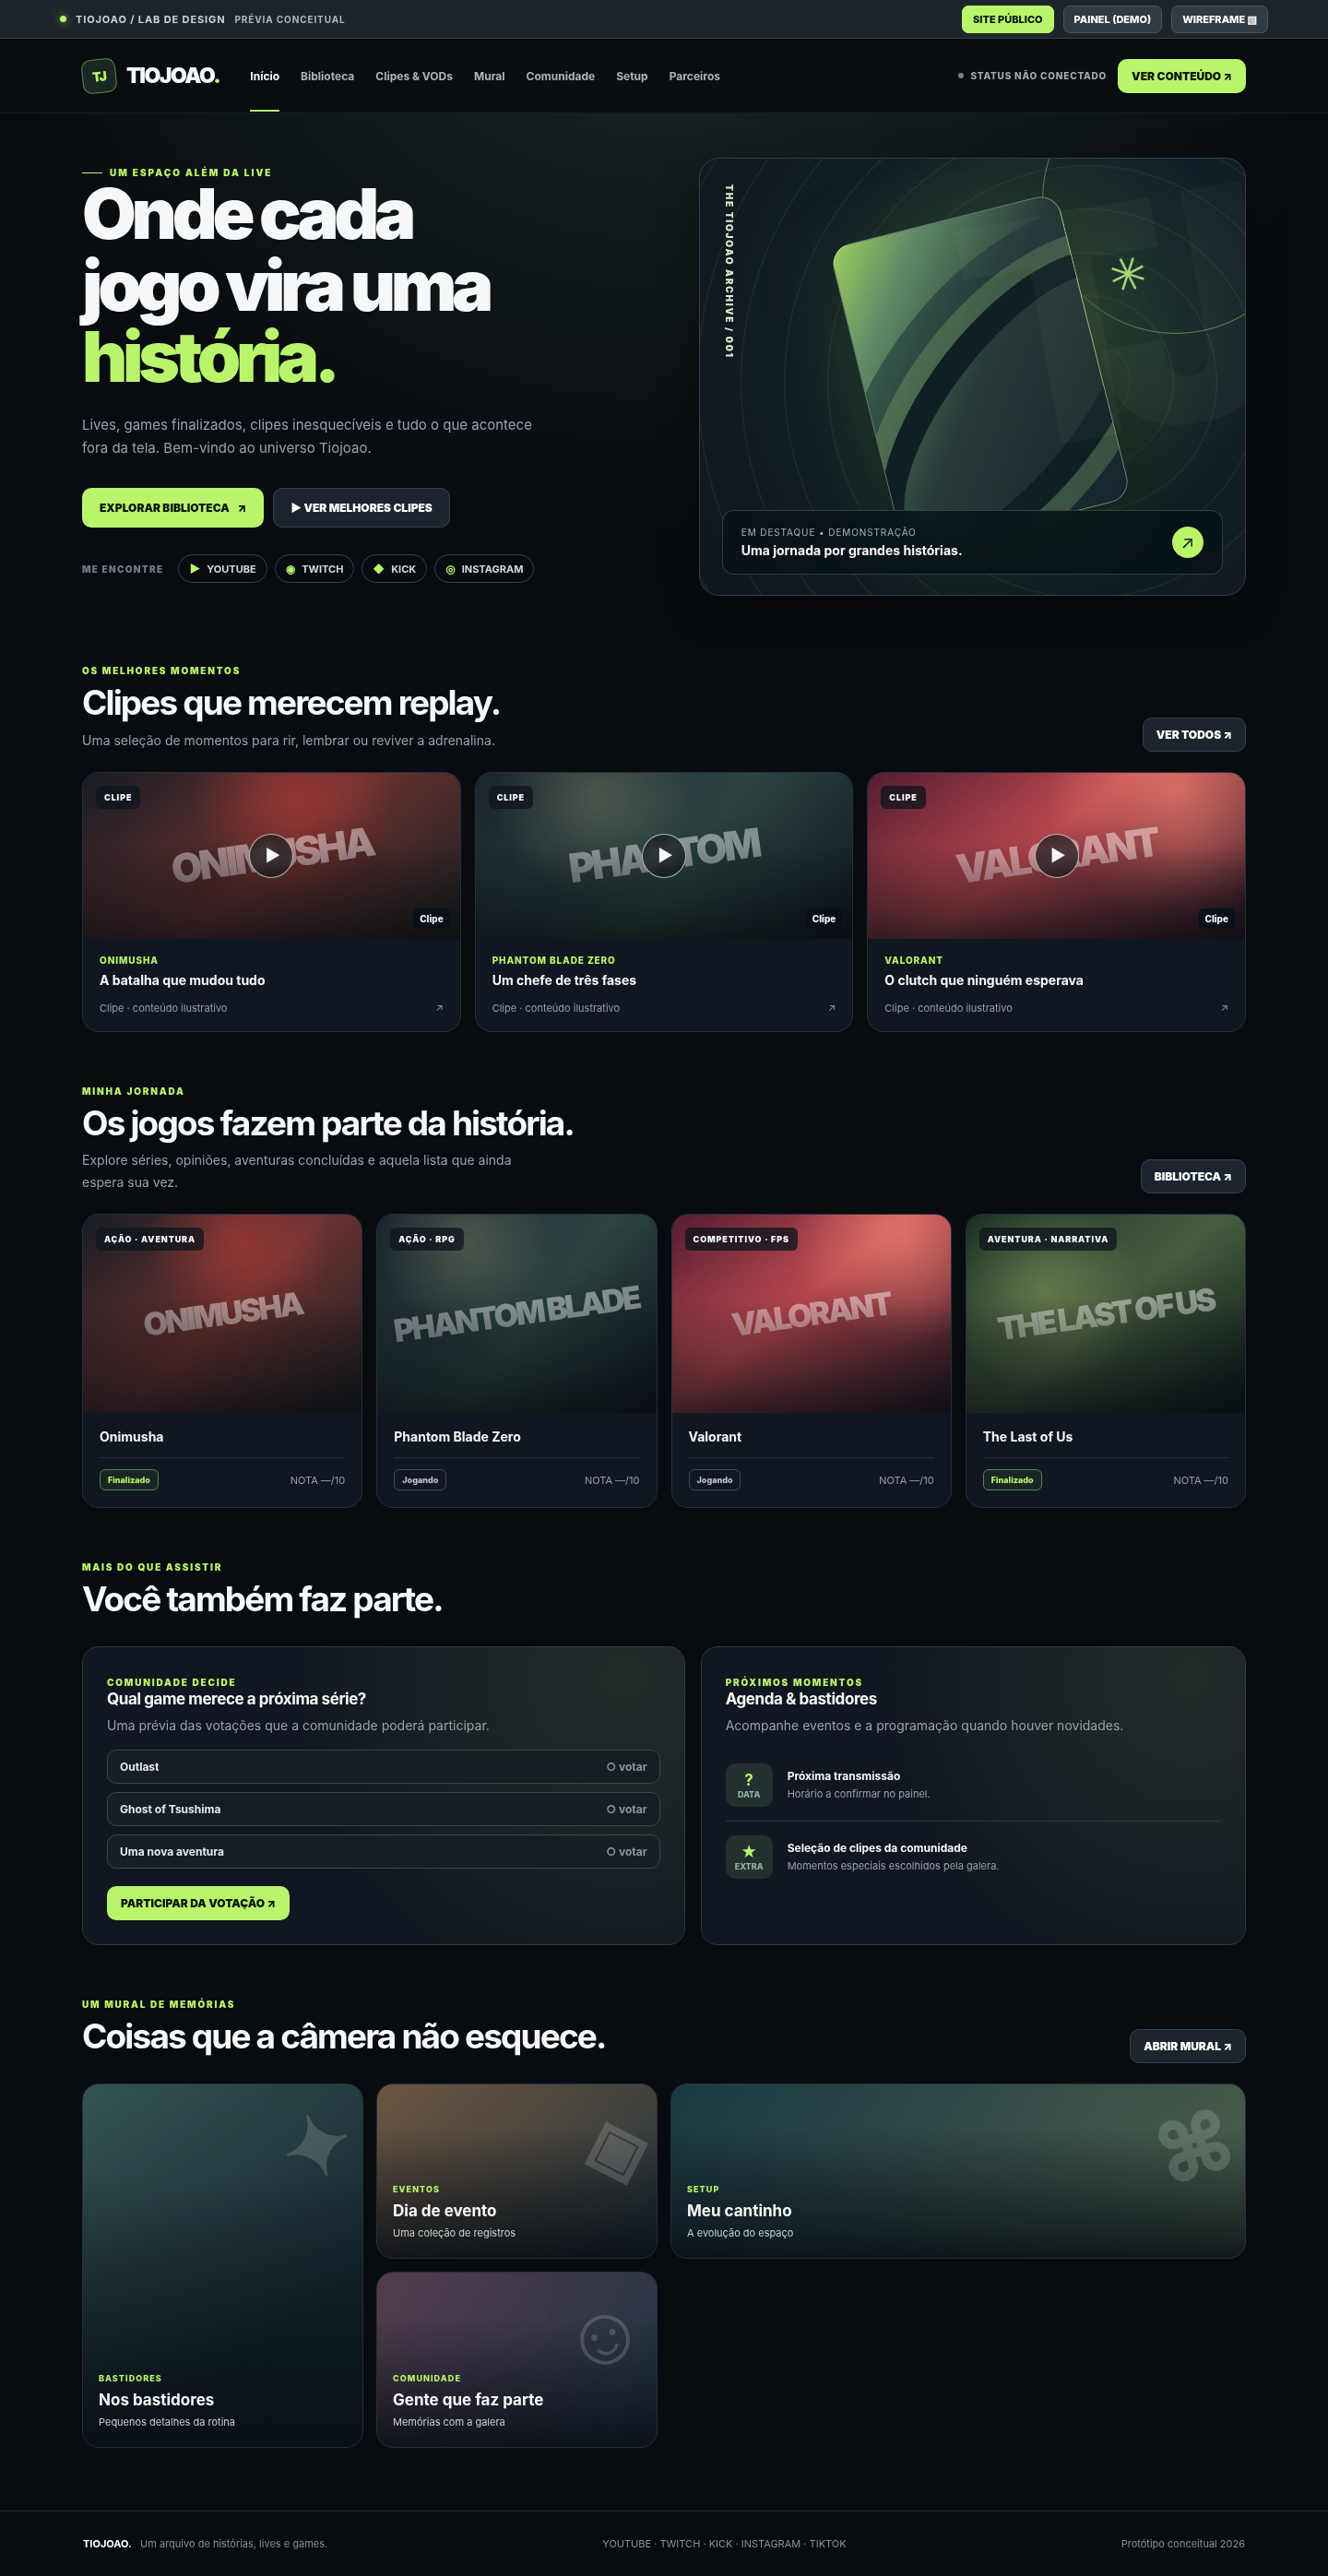 TIOJOAO / LAB DE DESIGN PRÉVIA CONCEITUAL
SITE PÚBLICO
PAINEL (DEMO)
WIREFRAME ▧
TJ TIOJOAO.
Início
Biblioteca
Clipes & VODs
Mural
Comunidade
Setup
Parceiros
STATUS NÃO CONECTADO
VER CONTEÚDO ↗
UM ESPAÇO ALÉM DA LIVE
Onde cada
jogo vira uma
história.
Lives, games finalizados, clipes inesquecíveis e tudo o que acontece
fora da tela. Bem-vindo ao universo Tiojoao.
EXPLORAR BIBLIOTECA ↗
▶ VER MELHORES CLIPES
ME ENCONTRE
▶ YOUTUBE
◉ TWITCH
◆ KICK
◎ INSTAGRAM
THE TIOJOAO ARCHIVE / 001
EM DESTAQUE • DEMONSTRAÇÃO
Uma jornada por grandes histórias.
↗
OS MELHORES MOMENTOS
Clipes que merecem replay.
Uma seleção de momentos para rir, lembrar ou reviver a adrenalina.
VER TODOS ↗
CLIPE
ONIMUSHA
Clipe
ONIMUSHA
A batalha que mudou tudo
Clipe · conteúdo ilustrativo ↗
CLIPE
PHANTOM
Clipe
PHANTOM BLADE ZERO
Um chefe de três fases
Clipe · conteúdo ilustrativo ↗
CLIPE
VALORANT
Clipe
VALORANT
O clutch que ninguém esperava
Clipe · conteúdo ilustrativo ↗
MINHA JORNADA
Os jogos fazem parte da história.
Explore séries, opiniões, aventuras concluídas e aquela lista que ainda
espera sua vez.
BIBLIOTECA ↗
AÇÃO · AVENTURA
ONIMUSHA
Onimusha
Finalizado NOTA —/10
AÇÃO · RPG
PHANTOM BLADE
Phantom Blade Zero
Jogando NOTA —/10
COMPETITIVO · FPS
VALORANT
Valorant
Jogando NOTA —/10
AVENTURA · NARRATIVA
THE LAST OF US
The Last of Us
Finalizado NOTA —/10
MAIS DO QUE ASSISTIR
Você também faz parte.
COMUNIDADE DECIDE
Qual game merece a próxima série?
Uma prévia das votações que a comunidade poderá participar.
Outlast ○ votar
Ghost of Tsushima ○ votar
Uma nova aventura ○ votar
PARTICIPAR DA VOTAÇÃO ↗
PRÓXIMOS MOMENTOS
Agenda & bastidores
Acompanhe eventos e a programação quando houver novidades.
?
DATA
Próxima transmissão
Horário a confirmar no painel.
★
EXTRA
Seleção de clipes da comunidade
Momentos especiais escolhidos pela galera.
UM MURAL DE MEMÓRIAS
Coisas que a câmera não esquece.
ABRIR MURAL ↗
BASTIDORES
Nos bastidores
Pequenos detalhes da rotina
EVENTOS
Dia de evento
Uma coleção de registros
SETUP
Meu cantinho
A evolução do espaço
COMUNIDADE
Gente que faz parte
Memórias com a galera
TIOJOAO. Um arquivo de histórias, lives e games.
YOUTUBE · TWITCH · KICK · INSTAGRAM · TIKTOK
Protótipo conceitual 2026